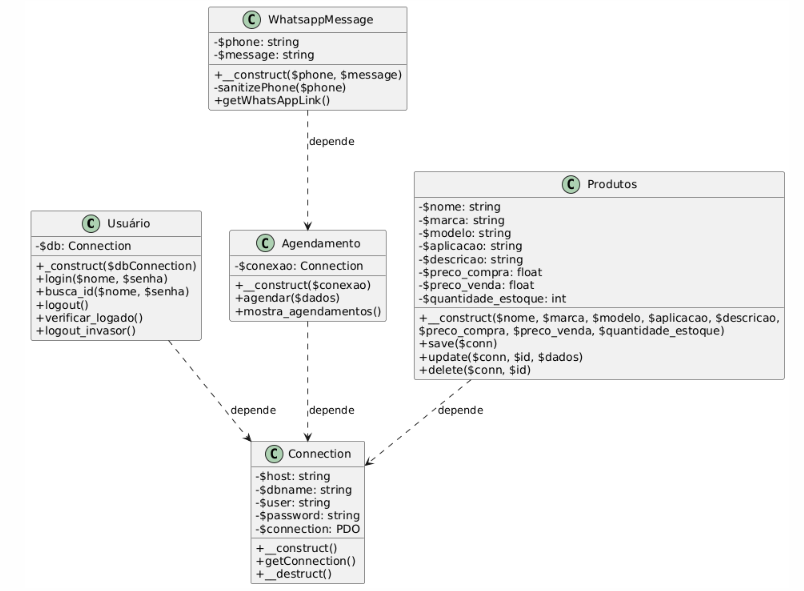 C WhatsappMessage
-$phone: string
-$message: string
+__construct($phone, $message)
-sanitizePhone($phone)
+getWhatsAppLink()
depende
C Usuário
-$db: Connection
+_construct($dbConnection)
+login($nome, $senha)
+busca_id($nome, $senha)
+logout()
+verificar_logado()
+logout_invasor()
C Agendamento
-$conexao: Connection
+__construct($conexao)
+agendar($dados)
+mostra_agendamentos()
C Produtos
-$nome: string
-$marca: string
-$modelo: string
-$aplicacao: string
-$descricao: string
-$preco_compra: float
-$preco_venda: float
-$quantidade_estoque: int
+__construct($nome, $marca, $modelo, $aplicacao, $descricao,
$preco_compra, $preco_venda, $quantidade_estoque)
+save($conn)
+update($conn, $id, $dados)
+delete($conn, $id)
depende
depende
depende
C Connection
-$host: string
-$dbname: string
-$user: string
-$password: string
-$connection: PDO
+__construct()
+getConnection()
+__destruct()